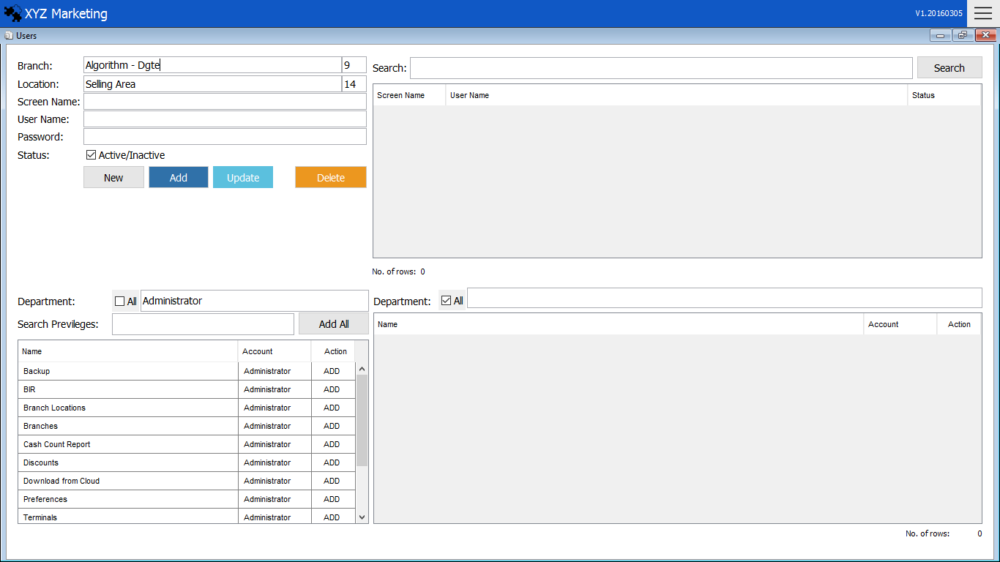 XYZ Marketing
V1.20160305
Users
Branch: Algorithm - Dgte 9
Location: Selling Area 14
Screen Name:
User Name:
Password:
Status: Active/Inactive
New Add Update Delete
Search: Search
Screen Name User Name Status
No. of rows: 0
Department: All Administrator
Search Previleges: Add All
Name Account Action
Backup Administrator ADD
BIR Administrator ADD
Branch Locations Administrator ADD
Branches Administrator ADD
Cash Count Report Administrator ADD
Discounts Administrator ADD
Download from Cloud Administrator ADD
Preferences Administrator ADD
Terminals Administrator ADD
Department: All
Name Account Action
No. of rows: 0